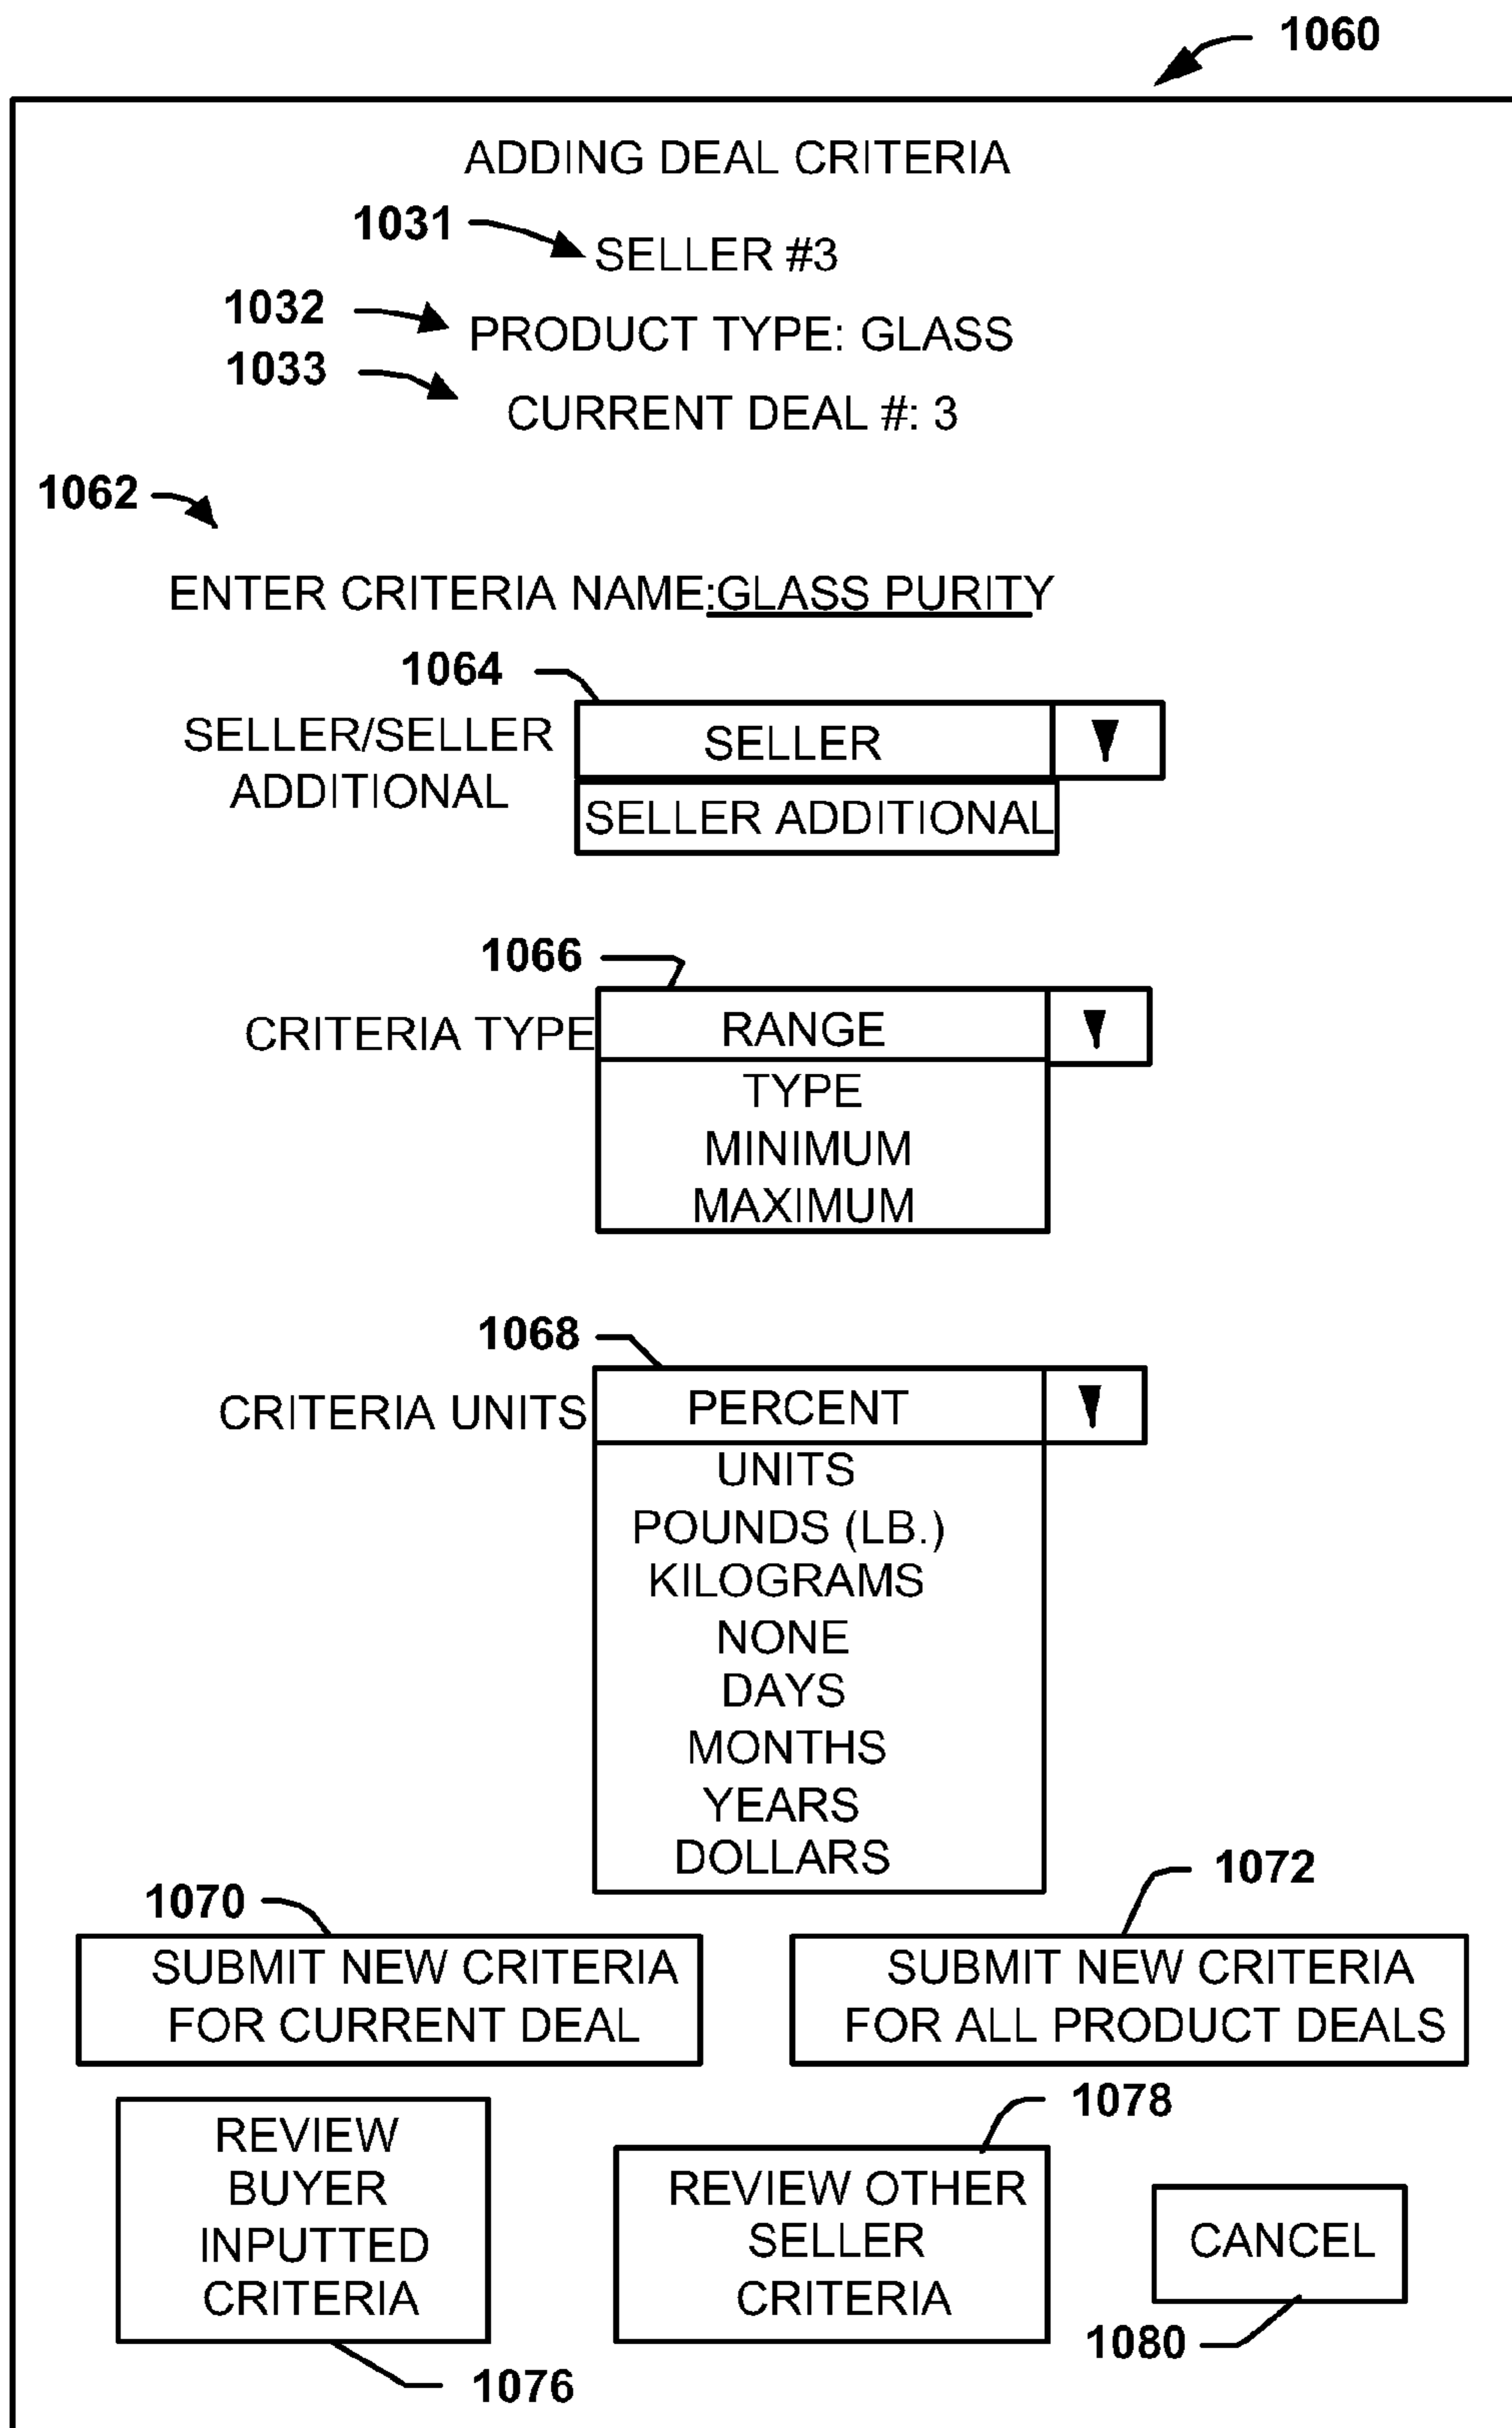 1060
ADDING DEAL CRITERIA
1031
SELLER #3
1032
PRODUCT TYPE: GLASS
1033
CURRENT DEAL #: 3
1062
ENTER CRITERIA NAME:GLASS PURITY
1064
SELLER/SELLER
ADDITIONAL
SELLER
SELLER ADDITIONAL
1066
CRITERIA TYPE
RANGE
TYPE
MINIMUM
MAXIMUM
1068
CRITERIA UNITS
PERCENT
UNITS
POUNDS (LB.)
KILOGRAMS
NONE
DAYS
MONTHS
YEARS
DOLLARS
1070
SUBMIT NEW CRITERIA
FOR CURRENT DEAL
1072
SUBMIT NEW CRITERIA
FOR ALL PRODUCT DEALS
REVIEW
BUYER
INPUTTED
CRITERIA
1076
1078
REVIEW OTHER
SELLER
CRITERIA
CANCEL
1080